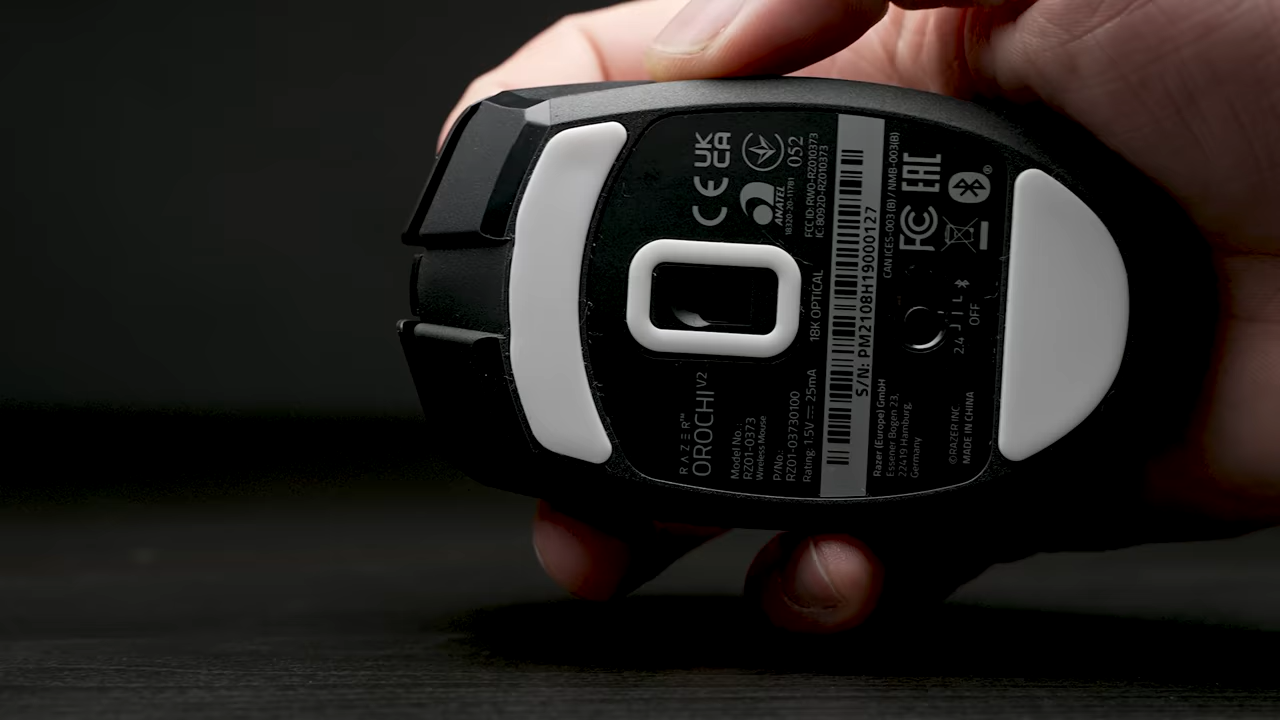 RAZER™
OROCHI V2
Model No.:
RZ01-0373
Wireless Mouse
P/No.:
RZ01-03730100
Rating: 1.5V ⎓ 25mA
18K OPTICAL
CE
UK
CA
ANATEL
18320-20-11781
052
FCC ID: RWO-RZ010373
IC: 8092D-RZ010373
S/N: PM2108H19000127
CAN ICES-003 (B) / NMB-003(B)
FC
EAC
®
2.4
OFF
Razer (Europe) GmbH
Essener Bogen 23,
22419 Hamburg,
Germany
©RAZER INC
MADE IN CHINA